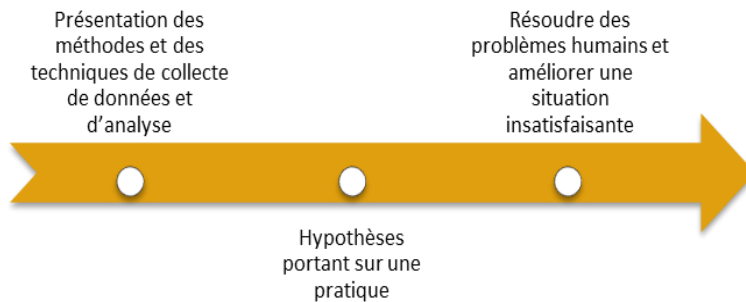 Présentation des
méthodes et des
techniques de collecte
de données et
d’analyse
Hypothèses
portant sur une
pratique
Résoudre des
problèmes humains et
améliorer une
situation
insatisfaisante